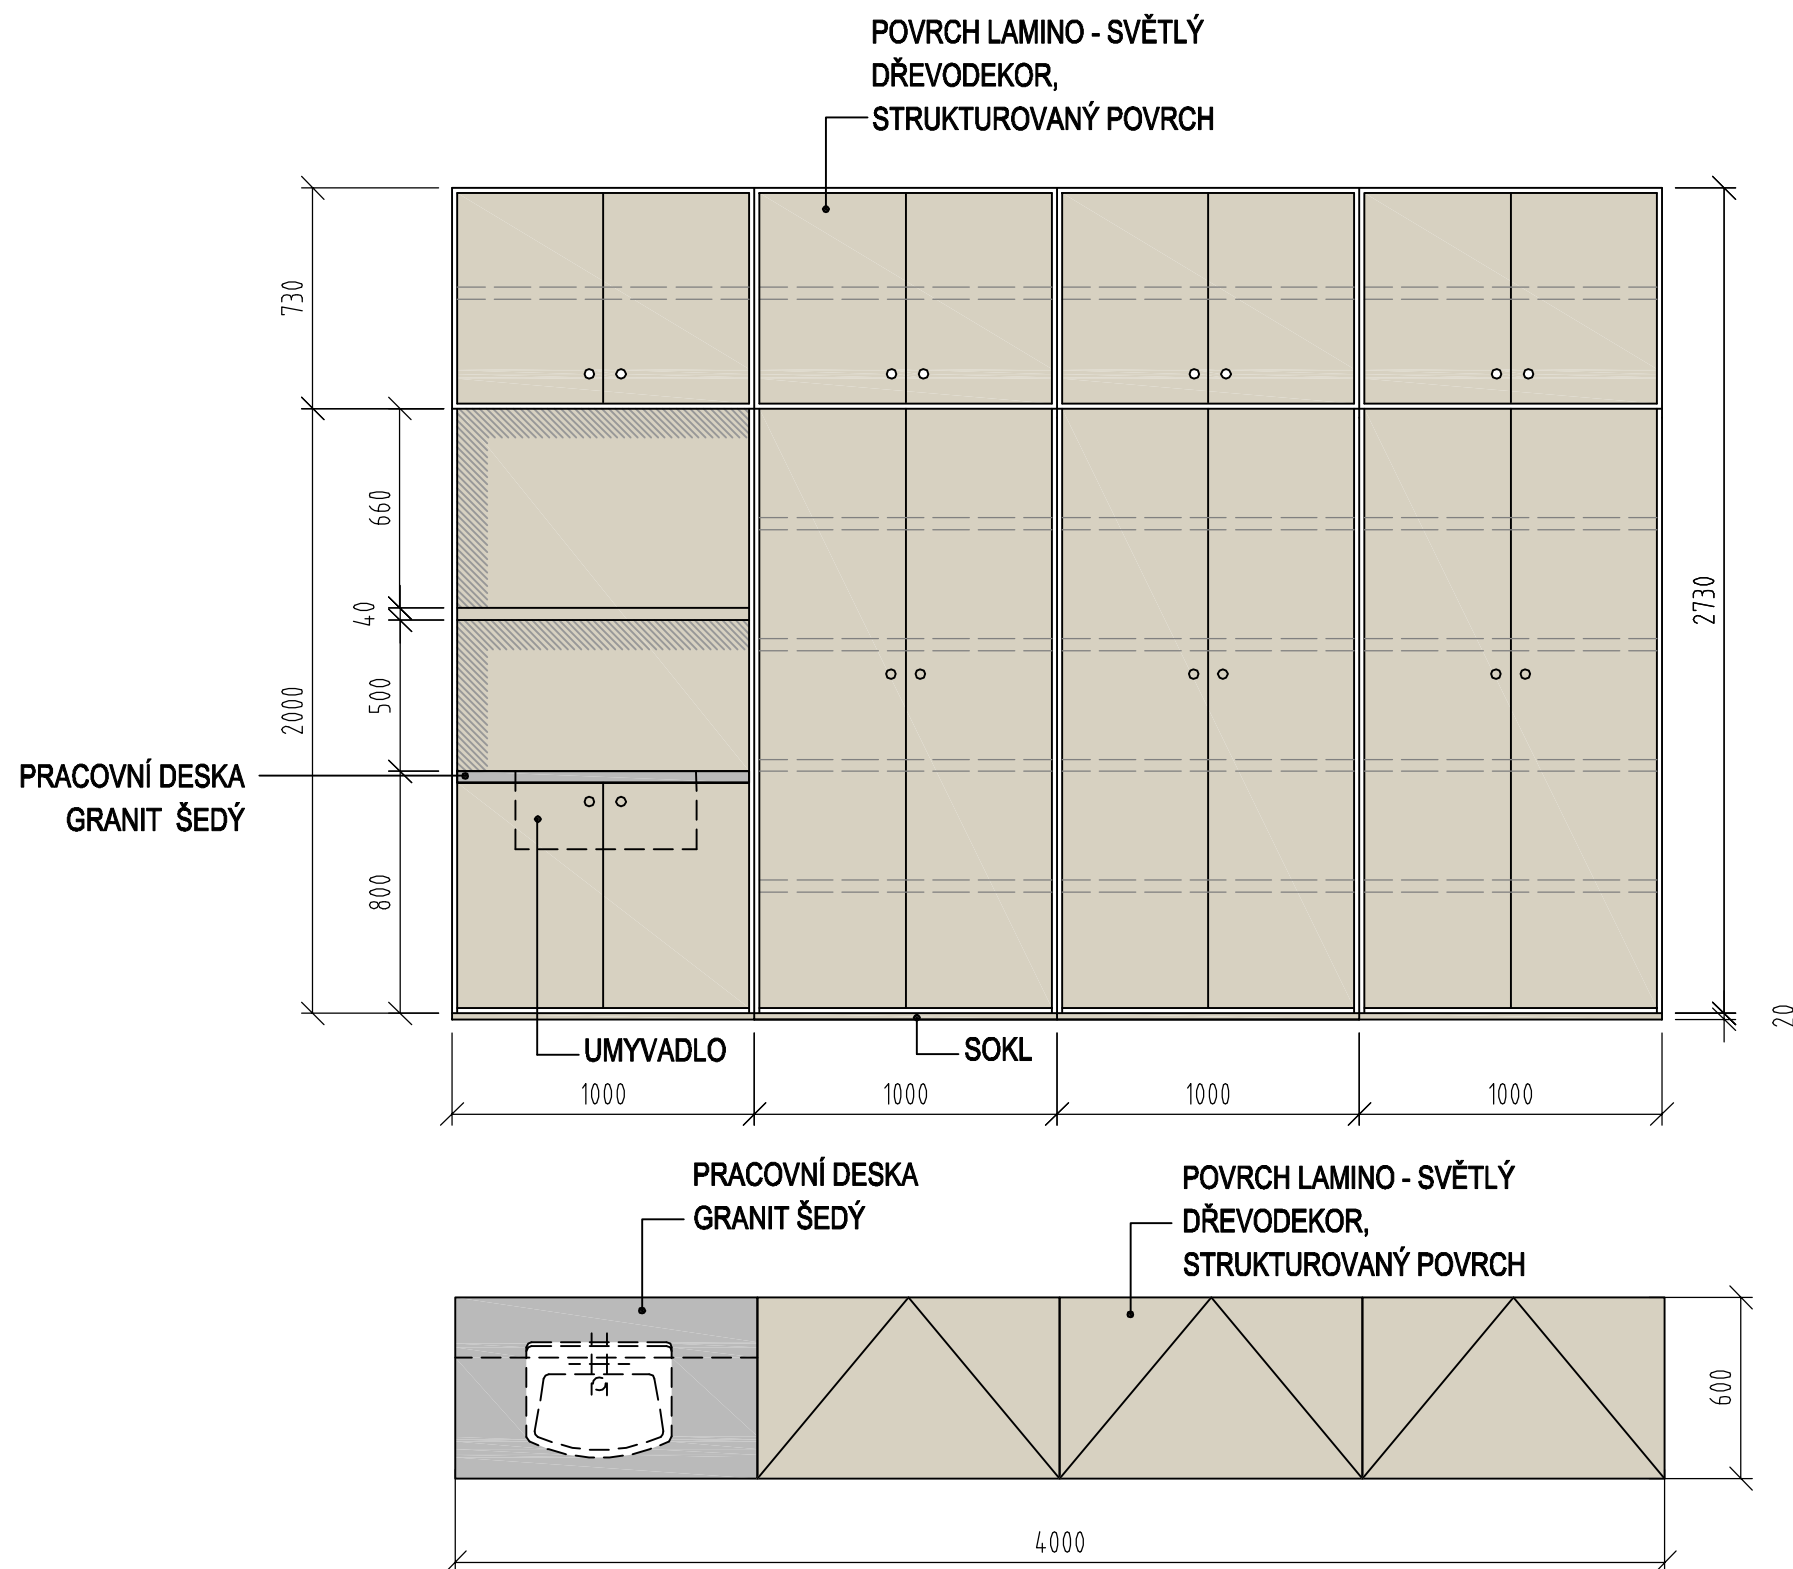 POVRCH LAMINO - SVĚTLÝ
DŘEVODEKOR,
STRUKTUROVANÝ POVRCH
730
660
40
2000
500
800
2730
20
PRACOVNÍ DESKA
GRANIT ŠEDÝ
UMYVADLO
SOKL
1000
1000
1000
1000
PRACOVNÍ DESKA
GRANIT ŠEDÝ
POVRCH LAMINO - SVĚTLÝ
DŘEVODEKOR,
STRUKTUROVANÝ POVRCH
600
4000